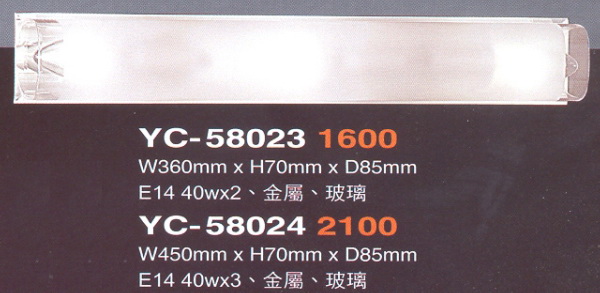 YC-58023 1600
W360mm x H70mm x D85mm
E14 40wx2、金屬、玻璃
YC-58024 2100
W450mm x H70mm x D85mm
E14 40wx3、金屬、玻璃